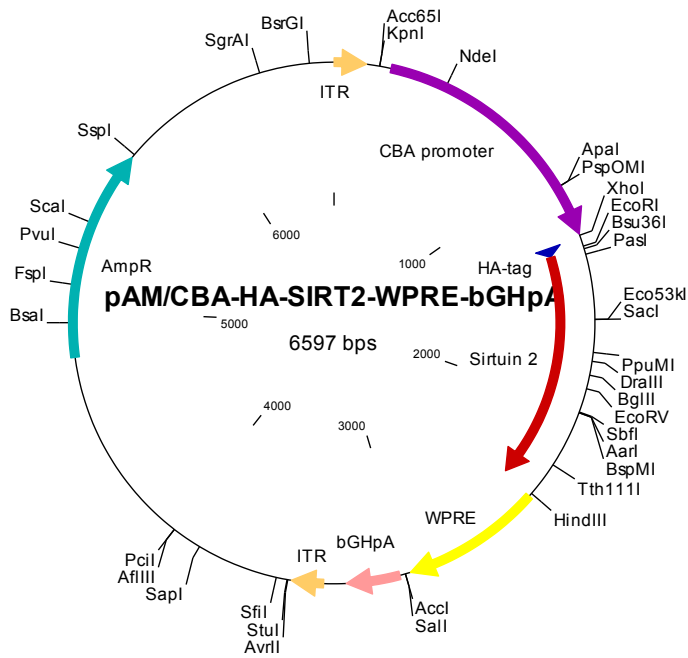 Acc65I
KpnI
BsrGI
SgrAI
ITR
NdeI
CBA promoter
SspI
ApaI
PspOMI
XhoI
EcoRI
Bsu36I
PasI
ScaI
PvuI
FspI
BsaI
AmpR
6000
1000
HA-tag
pAM/CBA-HA-SIRT2-WPRE-bGHpA
6597 bps
5000
2000
Sirtuin 2
4000
3000
Eco53kI
SacI
PpuMI
DraIII
BglII
EcoRV
SbfI
AarI
BspMI
Tth111I
HindIII
WPRE
bGHpA
ITR
PciI
AflIII
SapI
SfiI
StuI
AvrII
AccI
SalI